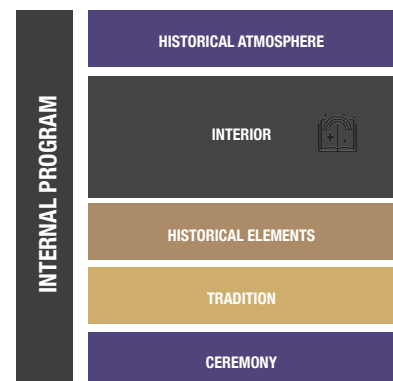 INTERNAL PROGRAM
HISTORICAL ATMOSPHERE
INTERIOR
HISTORICAL ELEMENTS
TRADITION
CEREMONY